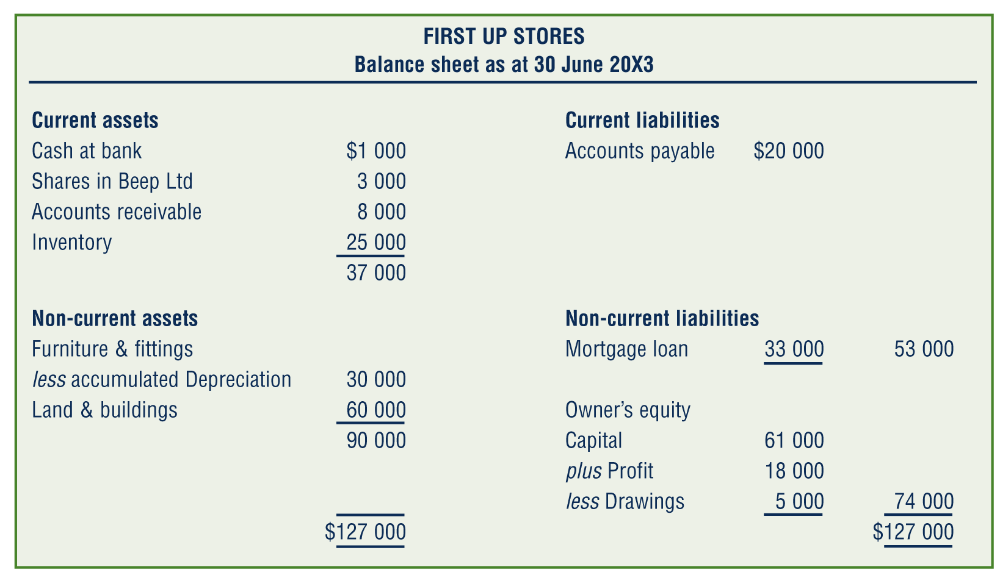 FIRST UP STORES
Balance sheet as at 30 June 20X3
Current assets Current liabilities
Cash at bank $1 000 Accounts payable $20 000
Shares in Beep Ltd 3 000
Accounts receivable 8 000
Inventory 25 000
37 000
Non-current assets Non-current liabilities
Furniture & fittings Mortgage loan 33 000 53 000
less accumulated Depreciation 30 000
Land & buildings 60 000 Owner’s equity
90 000 Capital 61 000
plus Profit 18 000
less Drawings 5 000 74 000
$127 000 $127 000